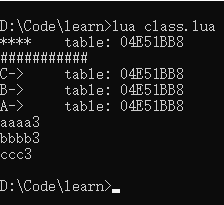 D:\Code\learn>lua class.lua
****    table: 04E51BB8
###########
C->     table: 04E51BB8
B->     table: 04E51BB8
A->     table: 04E51BB8
aaaa3
bbbb3
ccc3
D:\Code\learn>